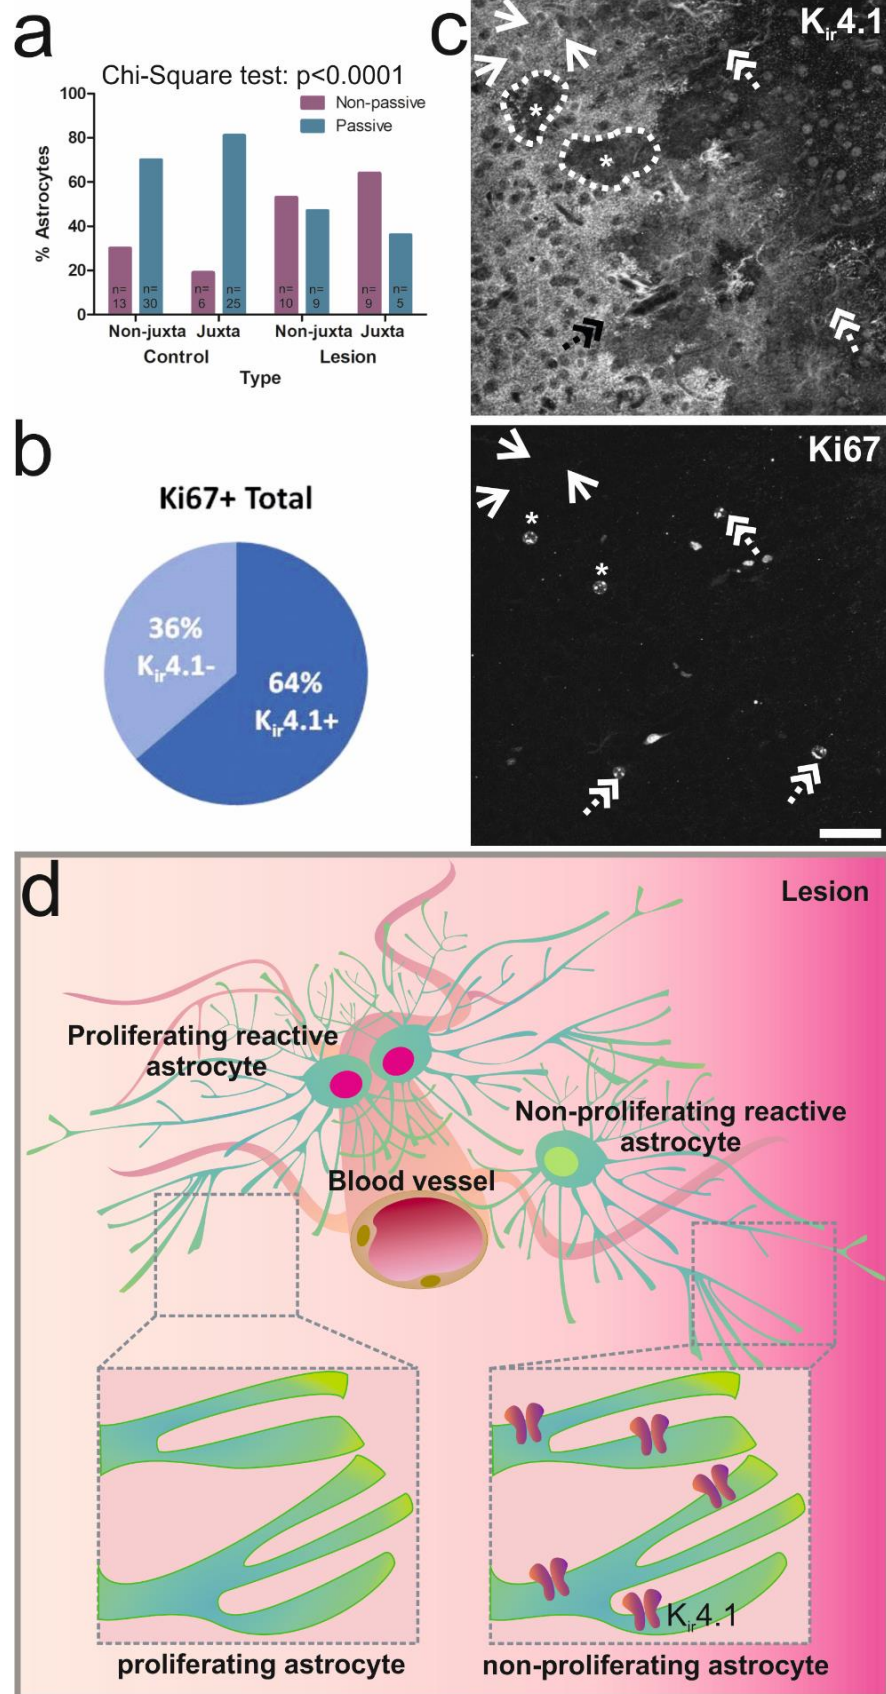 a
Chi-Square test: p<0.0001
Non-passive
Passive
% Astrocytes
100
80
60
40
20
0
n=
13
n=
30
n=
6
n=
25
n=
10
n=
9
n=
9
n=
5
Non-juxta Juxta Non-juxta Juxta
Control Lesion
Type
b
Ki67+ Total
36%
Kir4.1-
64%
Kir4.1+
c
Kir4.1
*
*
Ki67
*
*
d
Lesion
Proliferating reactive
astrocyte
Non-proliferating reactive
astrocyte
Blood vessel
Kir4.1
proliferating astrocyte
non-proliferating astrocyte